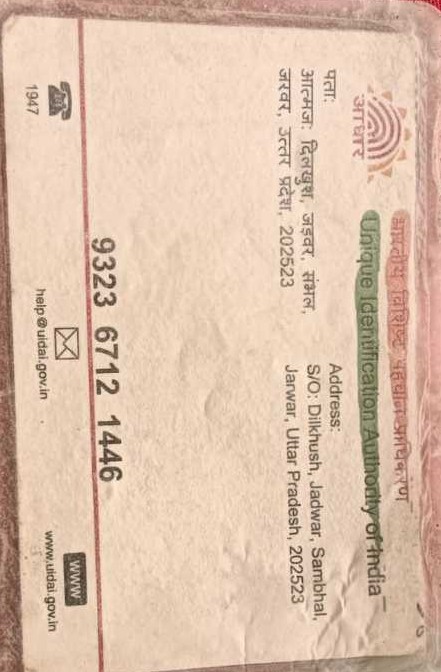 भारतीय विशिष्ट पहचान प्राधिकरण
Unique Identification Authority of India
आधार
पता:
आत्मज: दिलखुश, जड़वर, संभल,
जरवर, उत्तर प्रदेश, 202523
Address:
S/O: Dilkhush, Jadwar, Sambhal,
Jarwar, Uttar Pradesh, 202523
9323 6712 1446
1947
help@uidai.gov.in
www
www.uidai.gov.in